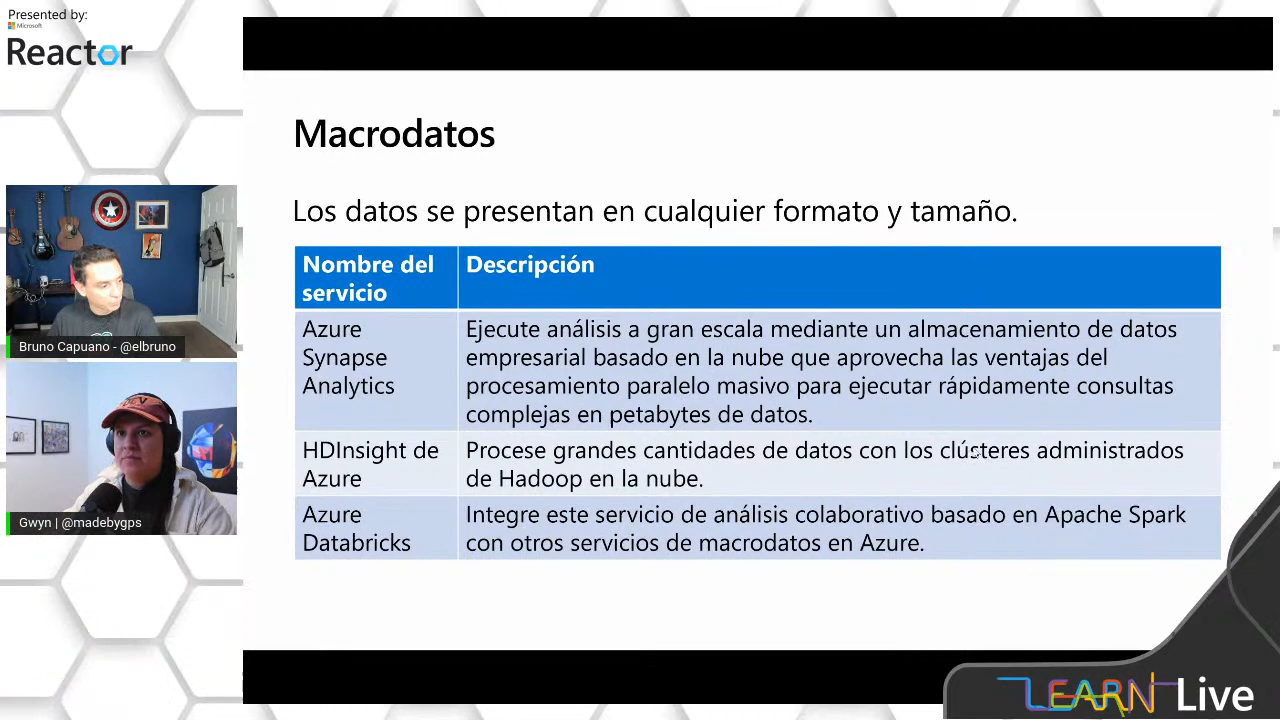 Presented by:
Microsoft
Reactor
Macrodatos
Los datos se presentan en cualquier formato y tamaño.
Nombre del
servicio
Descripción
Azure
Synapse
Analytics
Ejecute análisis a gran escala mediante un almacenamiento de datos
empresarial basado en la nube que aprovecha las ventajas del
procesamiento paralelo masivo para ejecutar rápidamente consultas
complejas en petabytes de datos.
HDInsight de
Azure
Procese grandes cantidades de datos con los clústeres administrados
de Hadoop en la nube.
Azure
Databricks
Integre este servicio de análisis colaborativo basado en Apache Spark
con otros servicios de macrodatos en Azure.
Bruno Capuano - @elbruno
Gwyn | @madebygps
LEARN Live